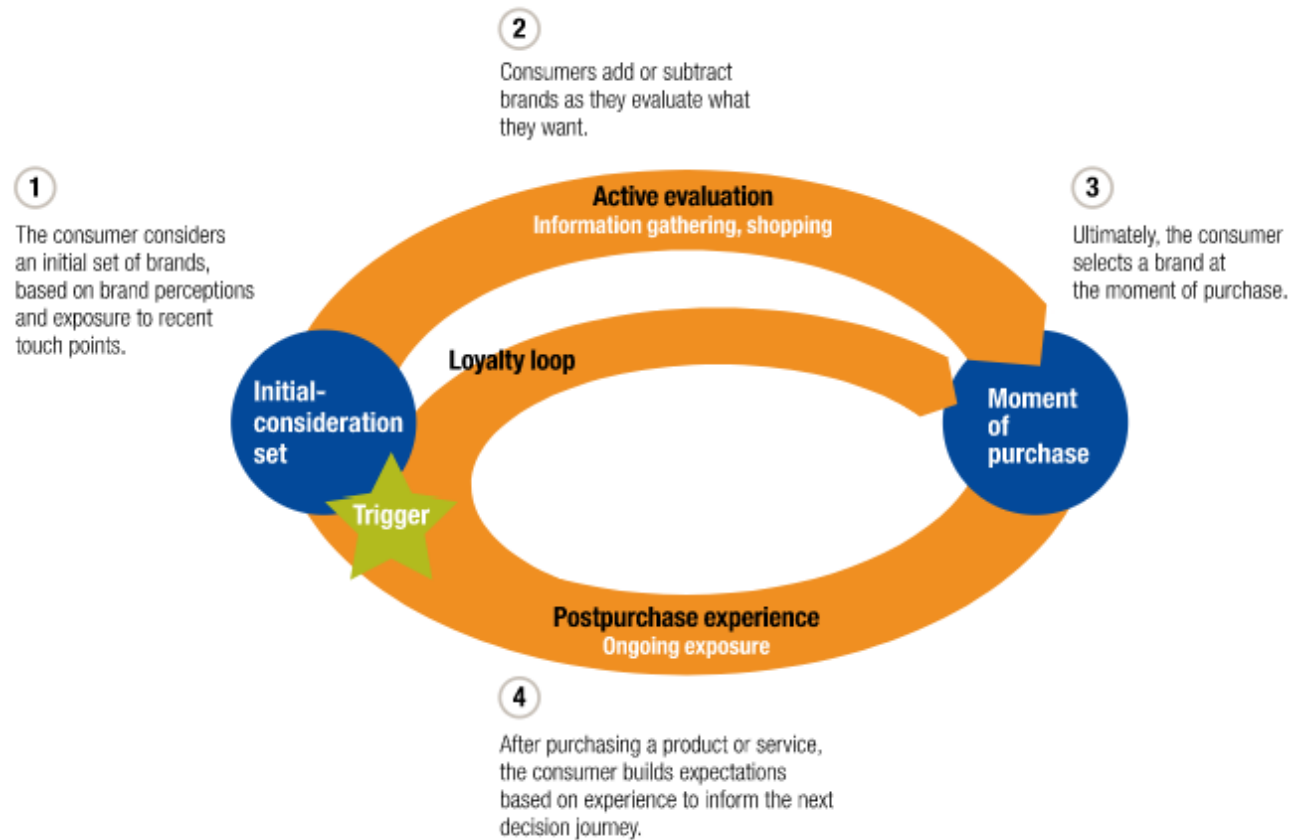 1
The consumer considers
an initial set of brands,
based on brand perceptions
and exposure to recent
touch points.
2
Consumers add or subtract
brands as they evaluate what
they want.
3
Ultimately, the consumer
selects a brand at
the moment of purchase.
Active evaluation
Information gathering, shopping
Loyalty loop
Initial-
consideration
set
Trigger
Moment
of
purchase
Postpurchase experience
Ongoing exposure
4
After purchasing a product or service,
the consumer builds expectations
based on experience to inform the next
decision journey.